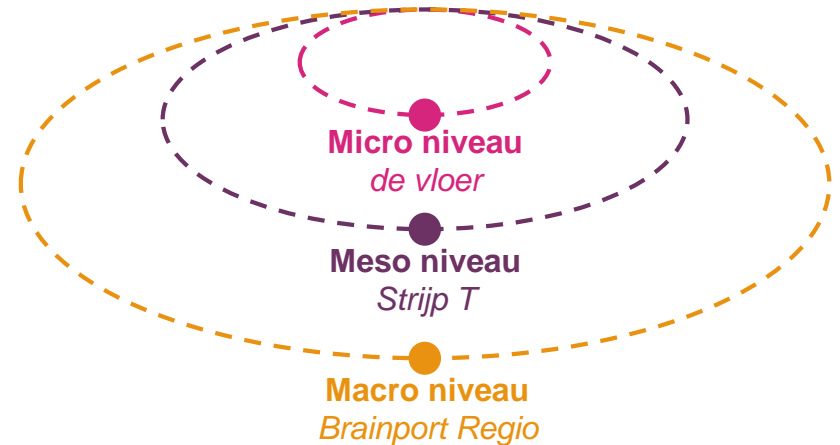 Micro niveau
de vloer
Meso niveau
Strijp T
Macro niveau
Brainport Regio